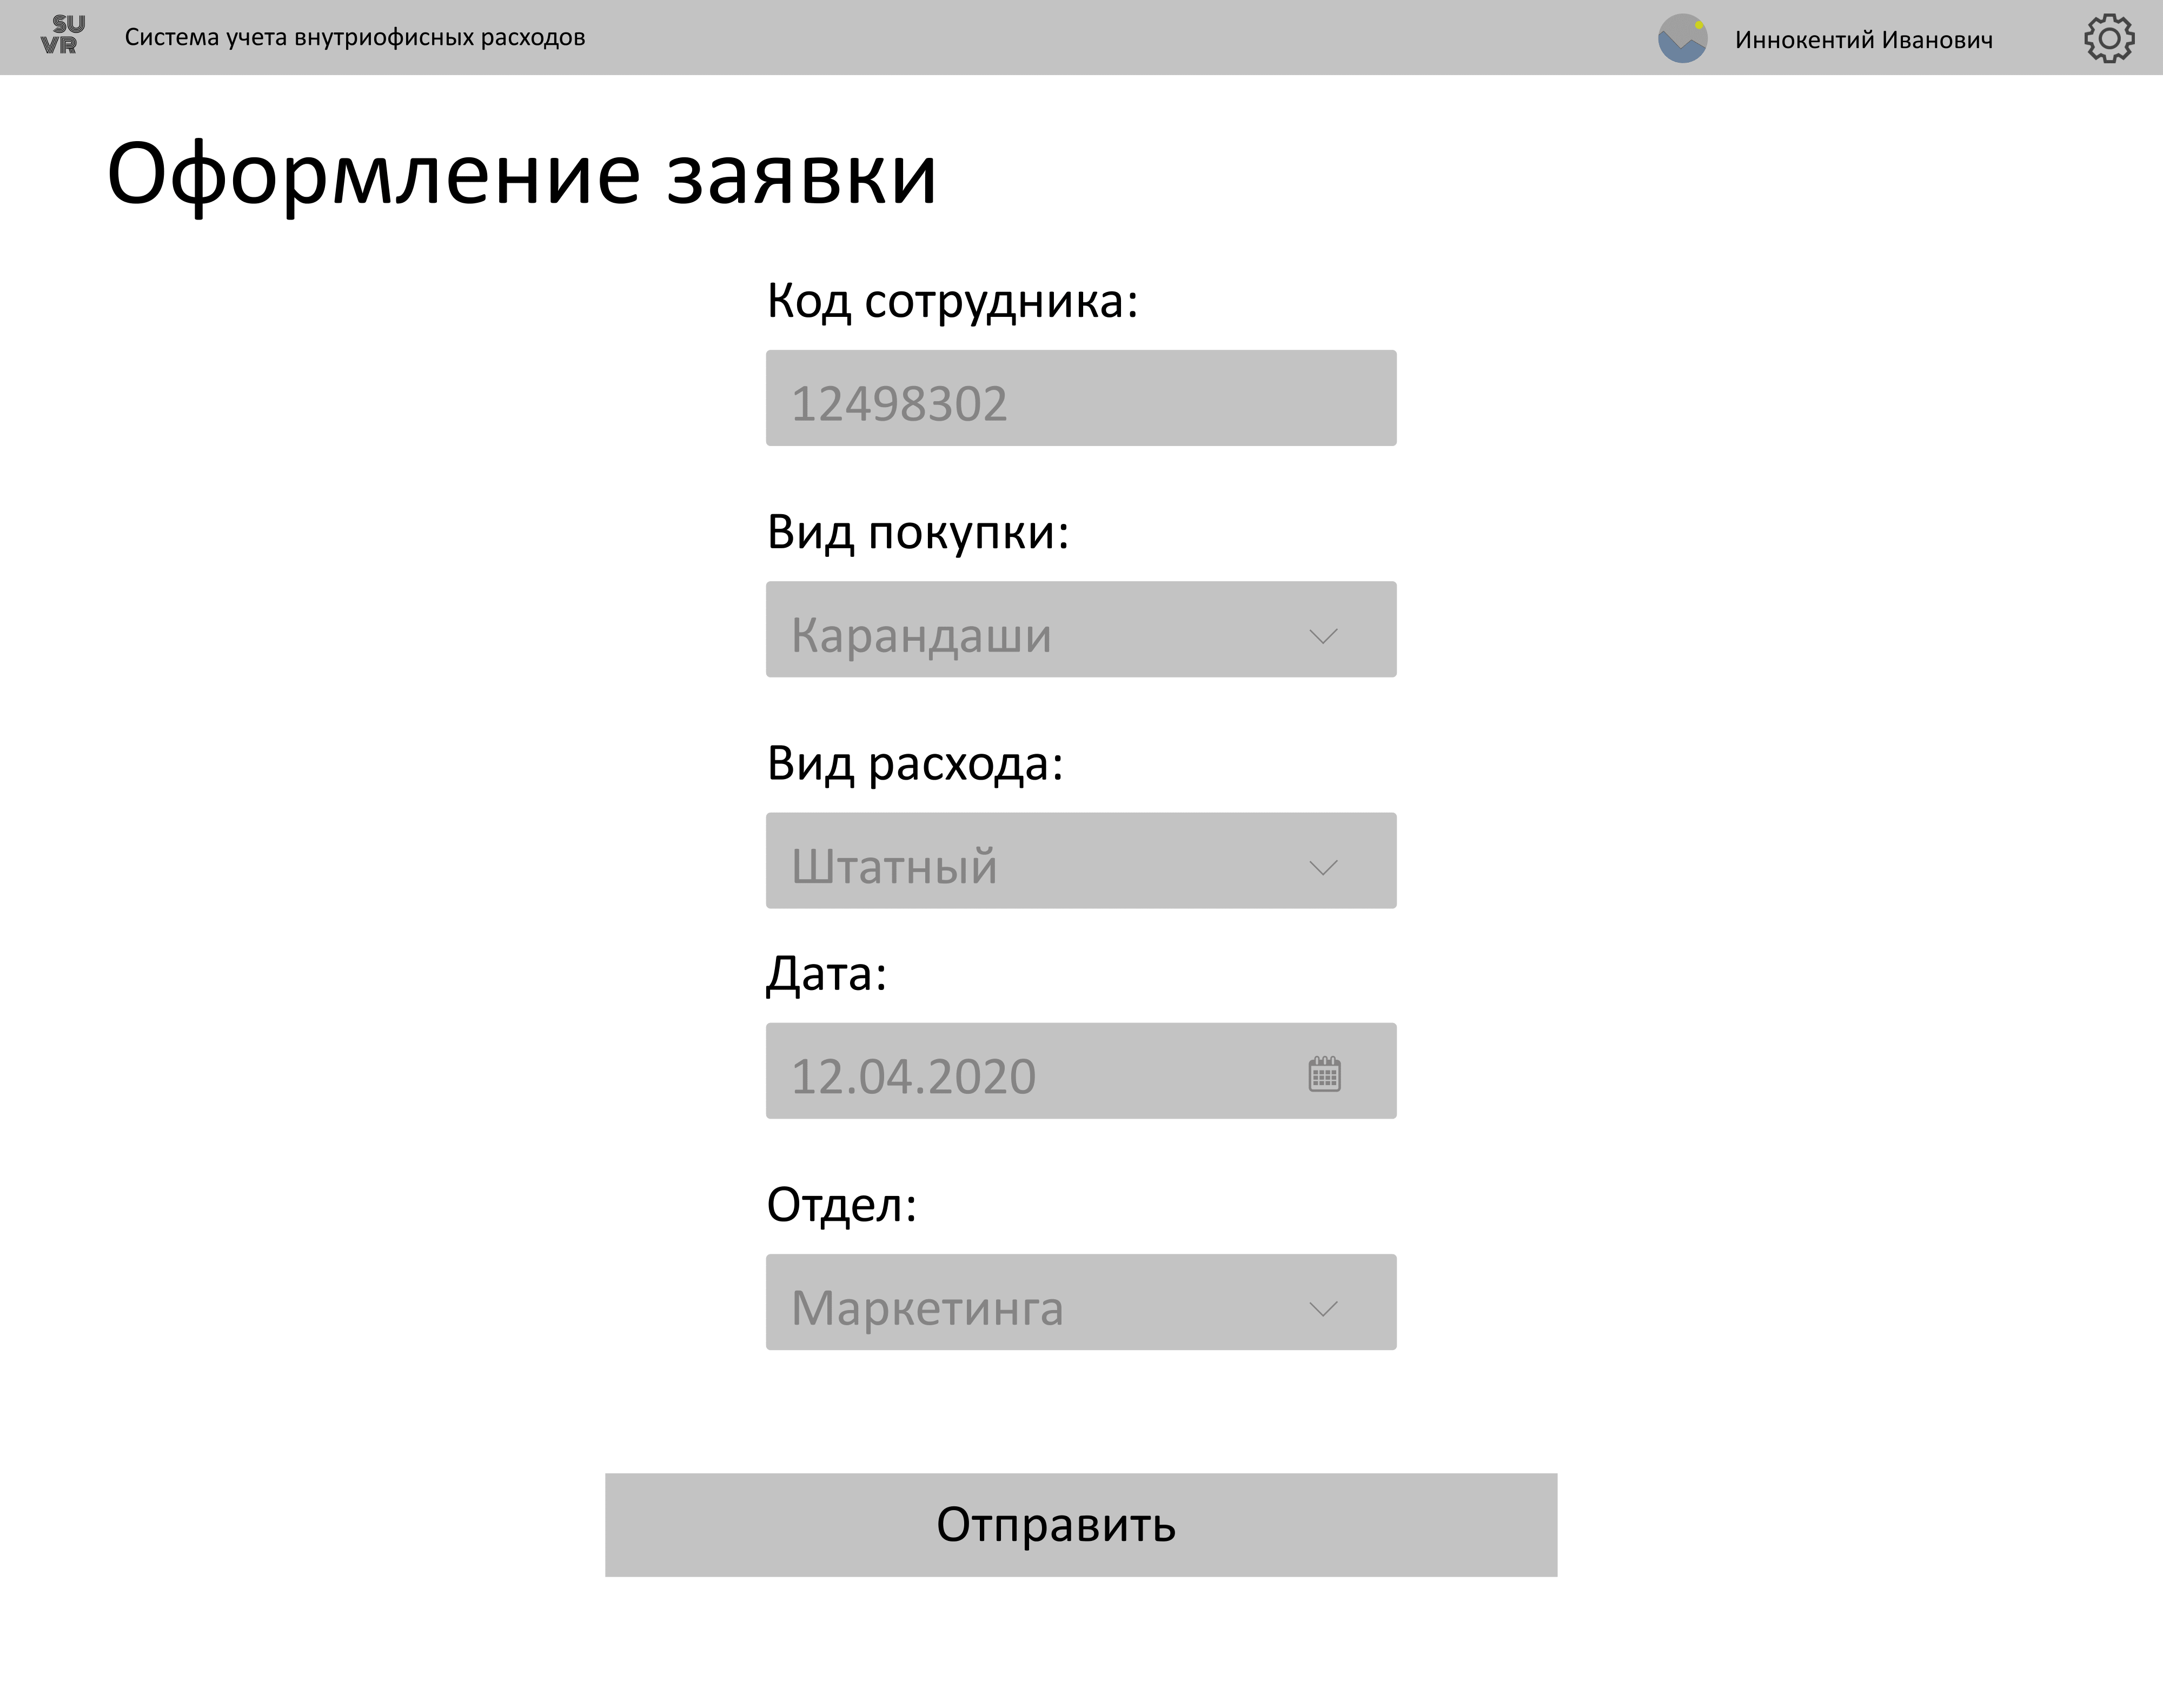 SU
VR
Система учета внутриофисных расходов
Иннокентий Иванович
Оформление заявки
Код сотрудника:
12498302
Вид покупки:
Карандаши
Вид расхода:
Штатный
Дата:
12.04.2020
Отдел:
Маркетинга
Отправить